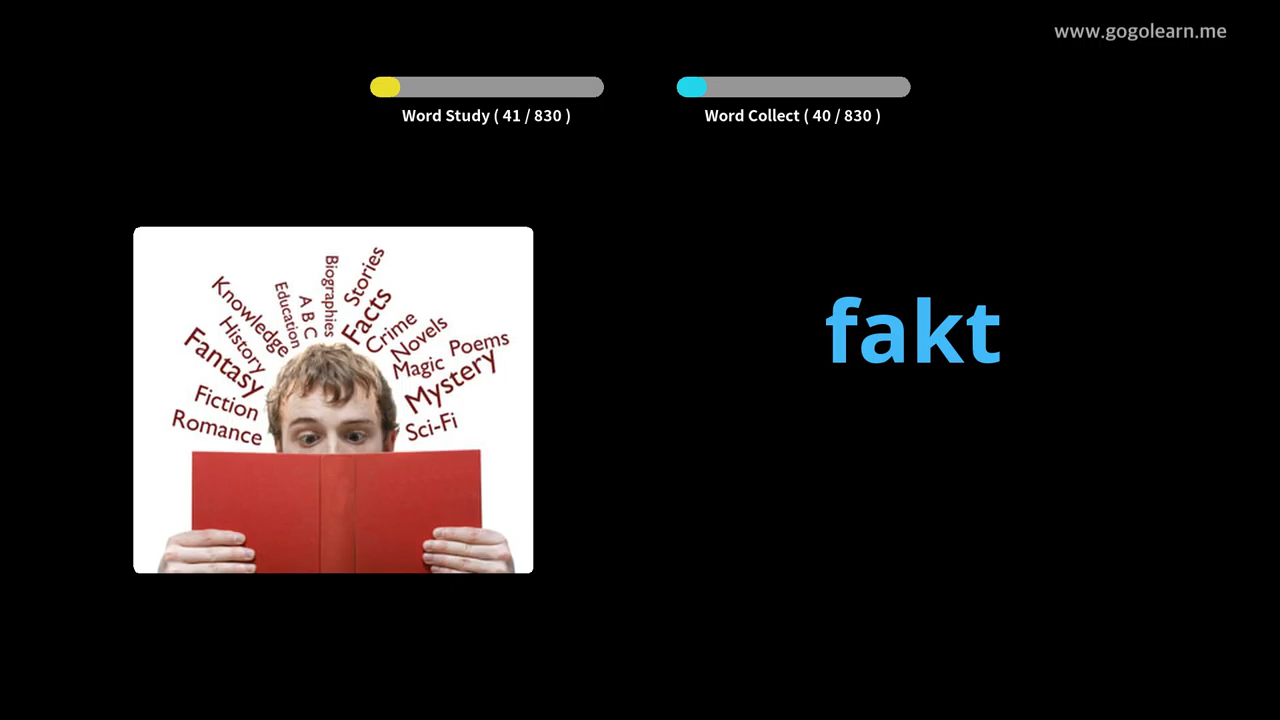 www.gogolearn.me
Word Study ( 41 / 830 )
Word Collect ( 40 / 830 )
Stories
Biographies
Facts
Education
A B C
Knowledge
Crime
Novels
History
Poems
Magic
Fantasy
Mystery
Fiction
Sci-Fi
Romance
fakt